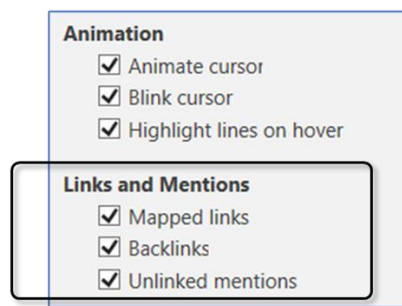 Animation
Animate cursor
Blink cursor
Highlight lines on hover
Links and Mentions
Mapped links
Backlinks
Unlinked mentions